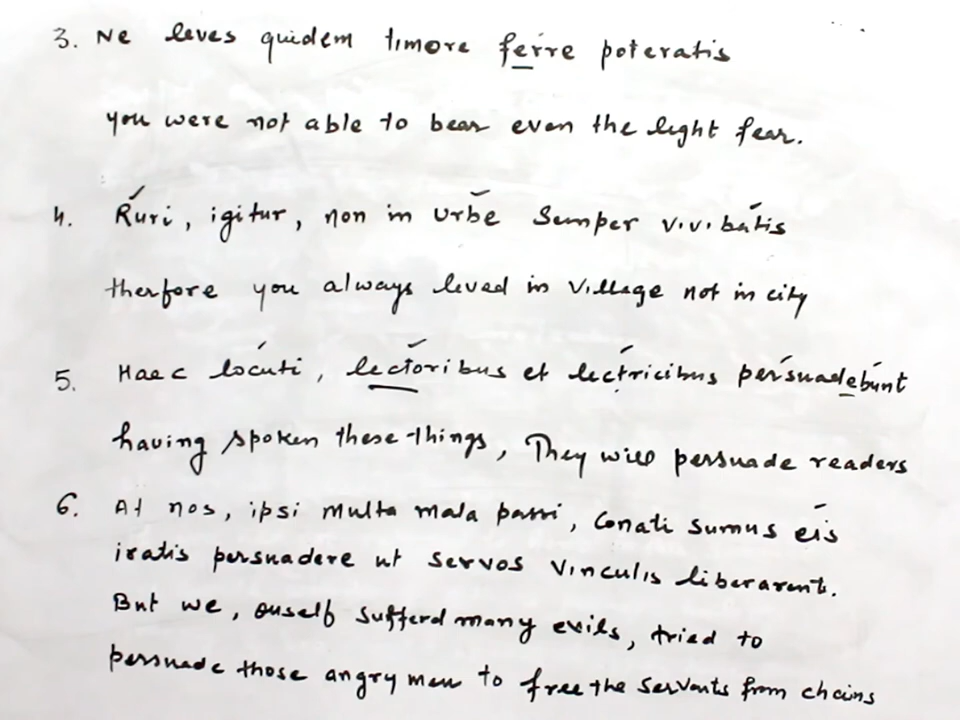 3. Ne leves quidem timore ferre poteratis
you were not able to bear even the light fear.
4. Rúri, igitur, non in urbe semper vivibátis
therfore you always lived in village not in city
5. Haec locúti, lectoribus et lectricibus persuadebunt
having spoken these things, They will persuade readers
6. At nos, ipsi multa mala passi, conati sumus eis
iratis persuadere ut servos vinculis liberarent.
But we, ouself sufferd many evils, tried to
persuade those angry men to free the servants from chains